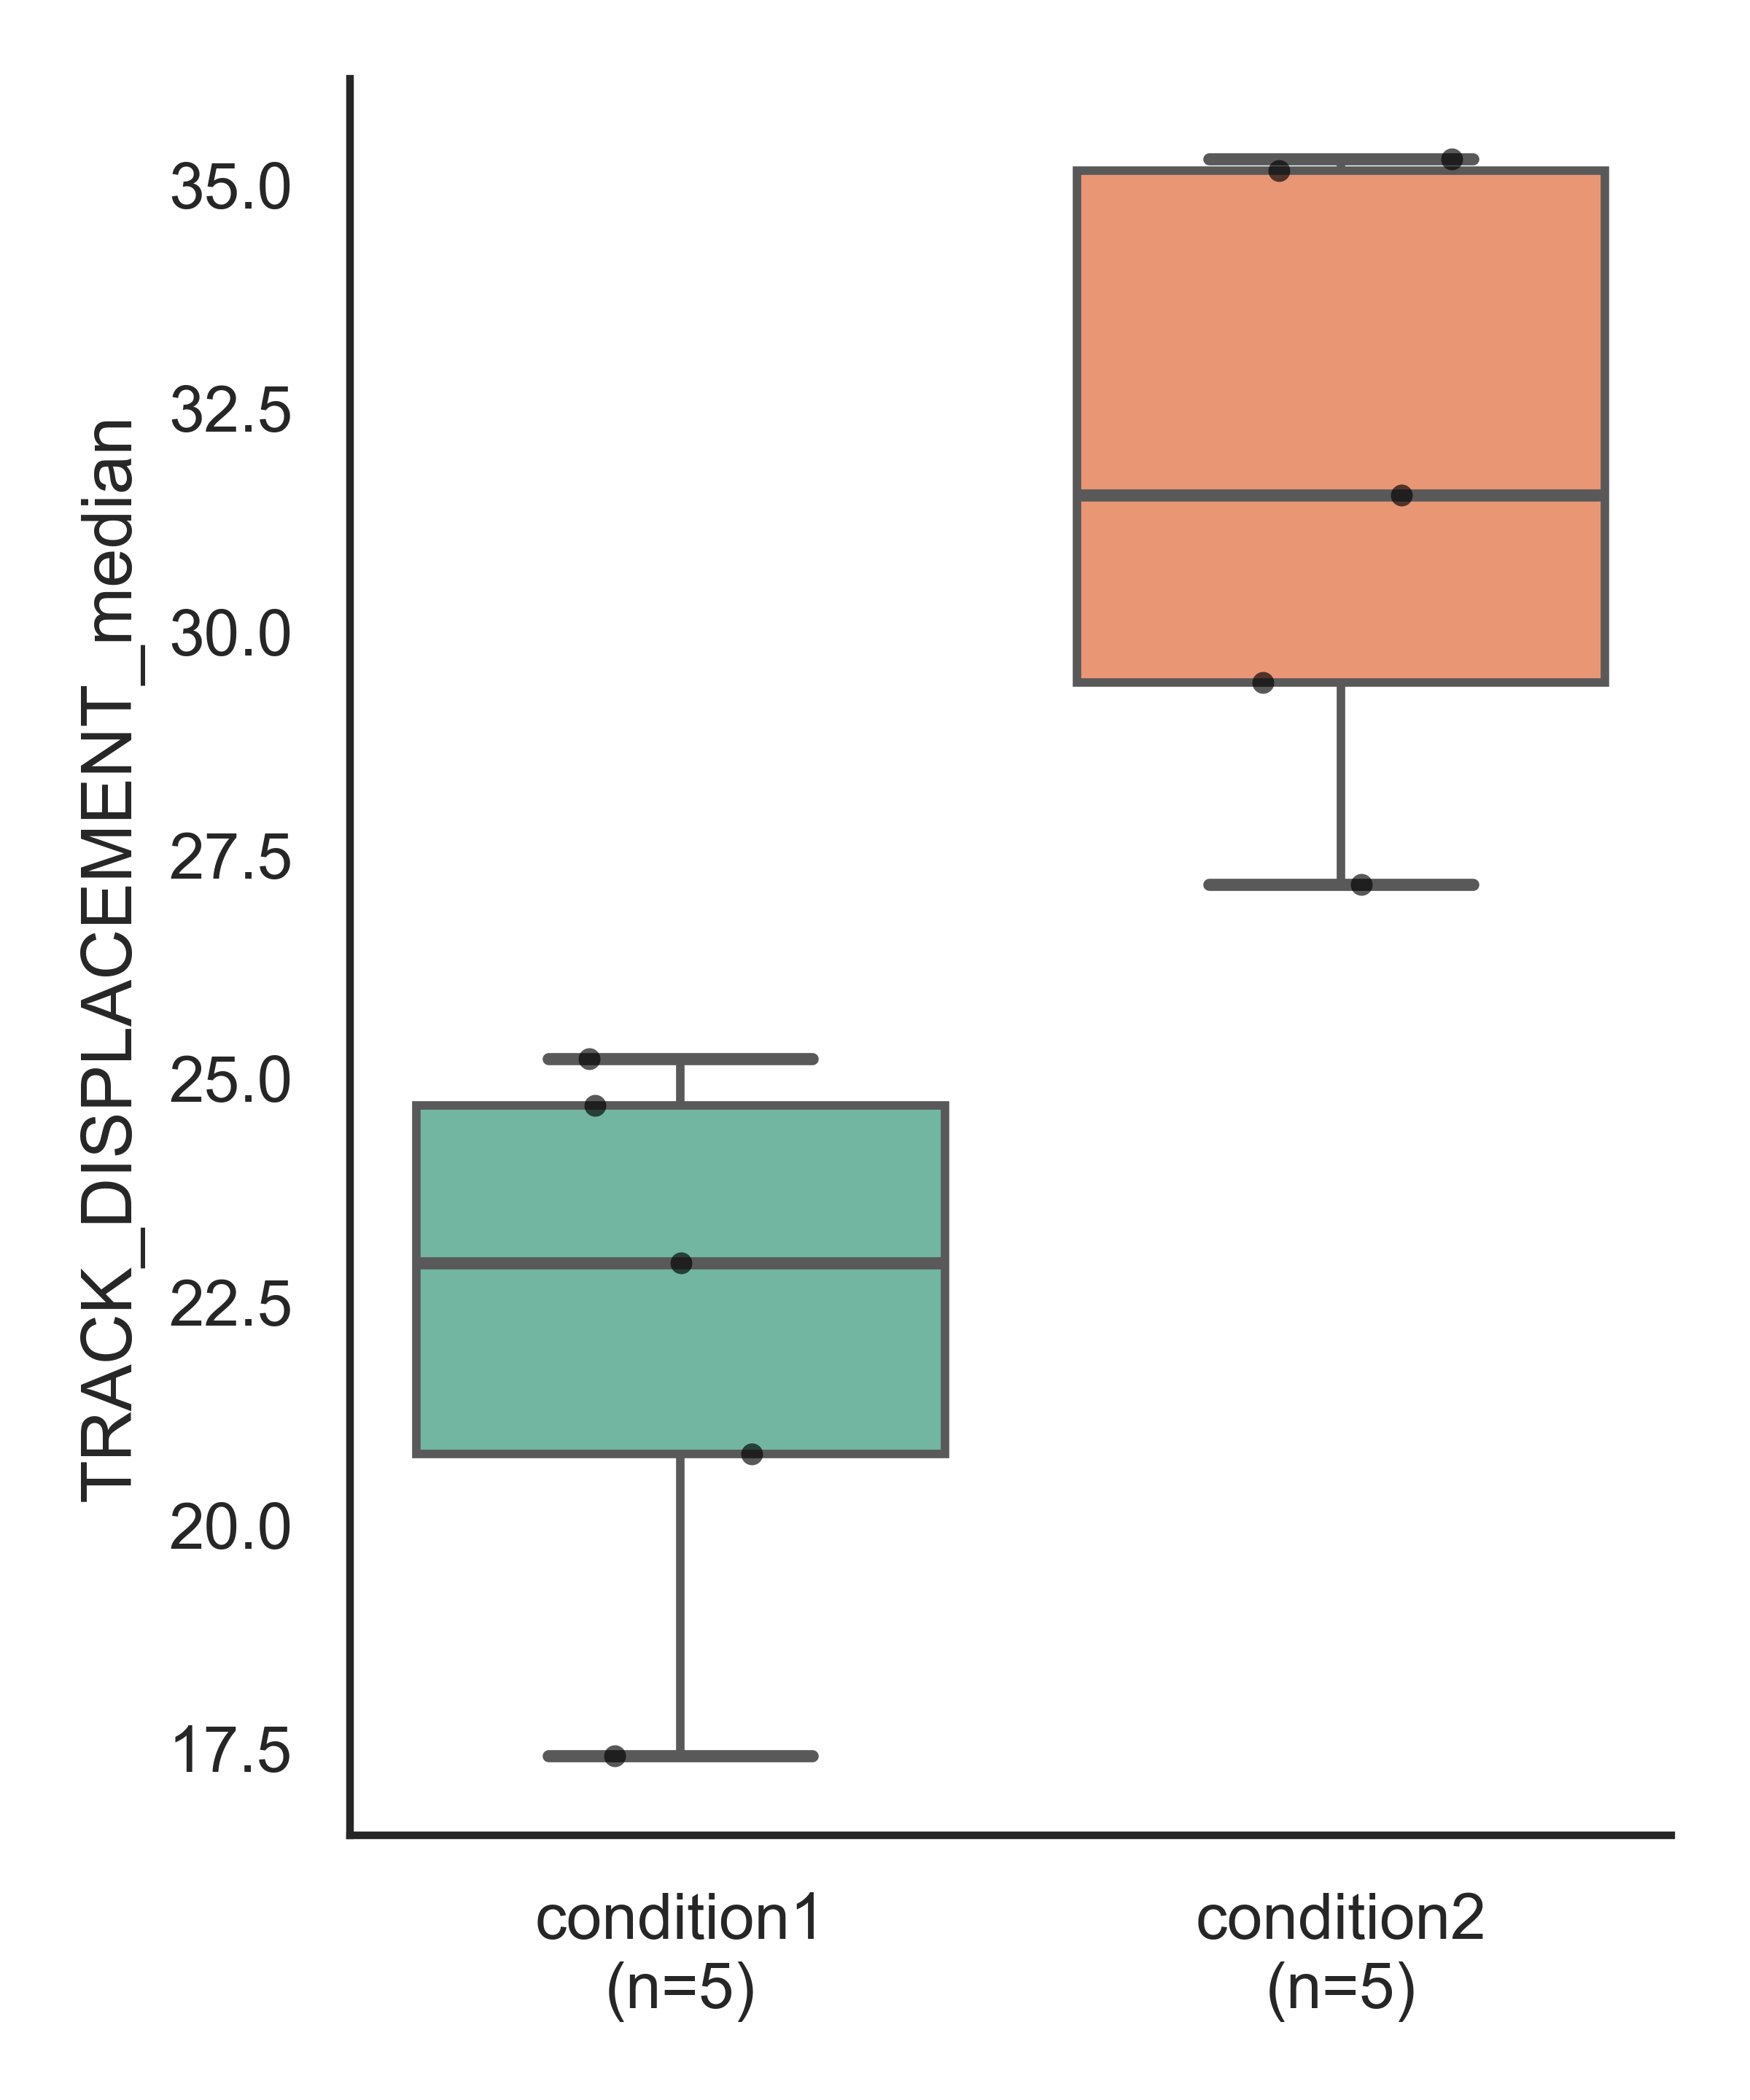 TRACK_DISPLACEMENT_median
35.0
32.5
30.0
27.5
25.0
22.5
20.0
17.5
condition1
(n=5)
condition2
(n=5)